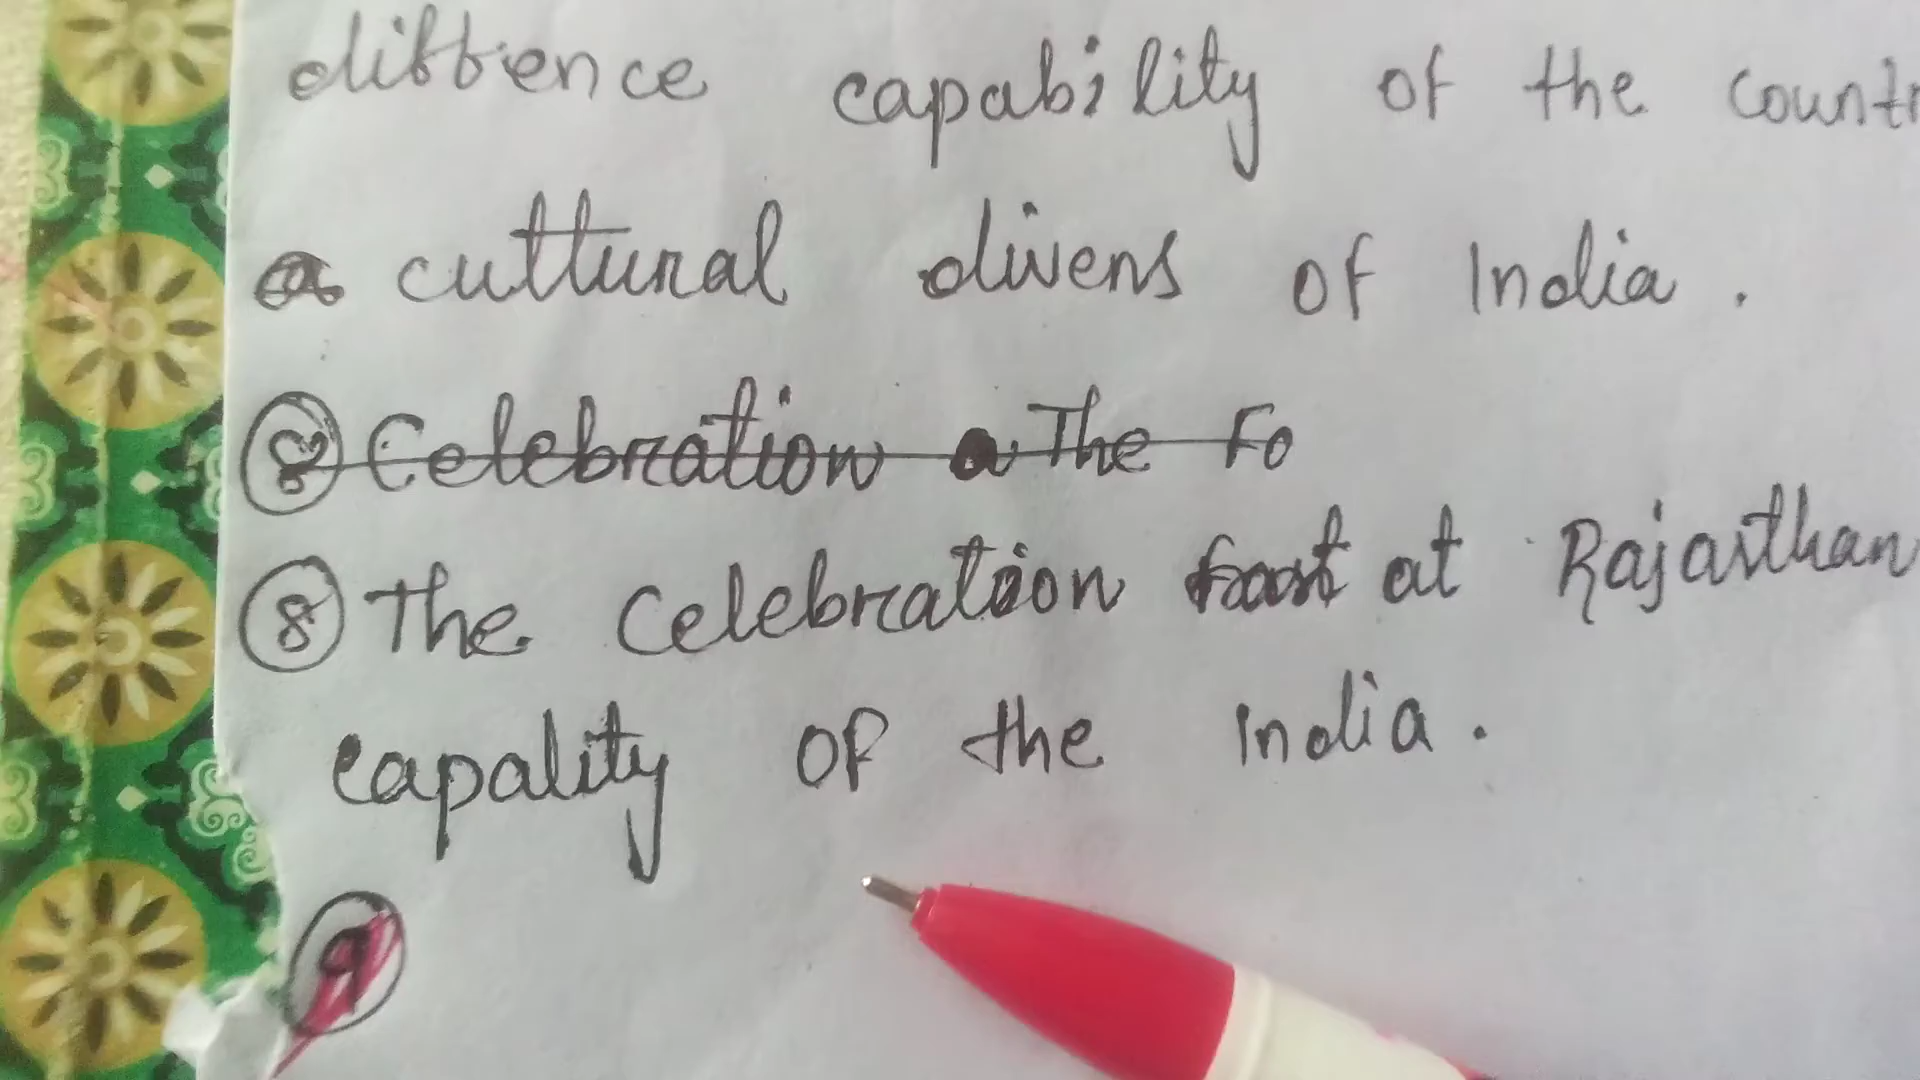 diffence capability of the countr
cultural divers of India.
⑧ Celebration The Fo
⑧ The Celebration at Rajasthan
capality of the india.
9